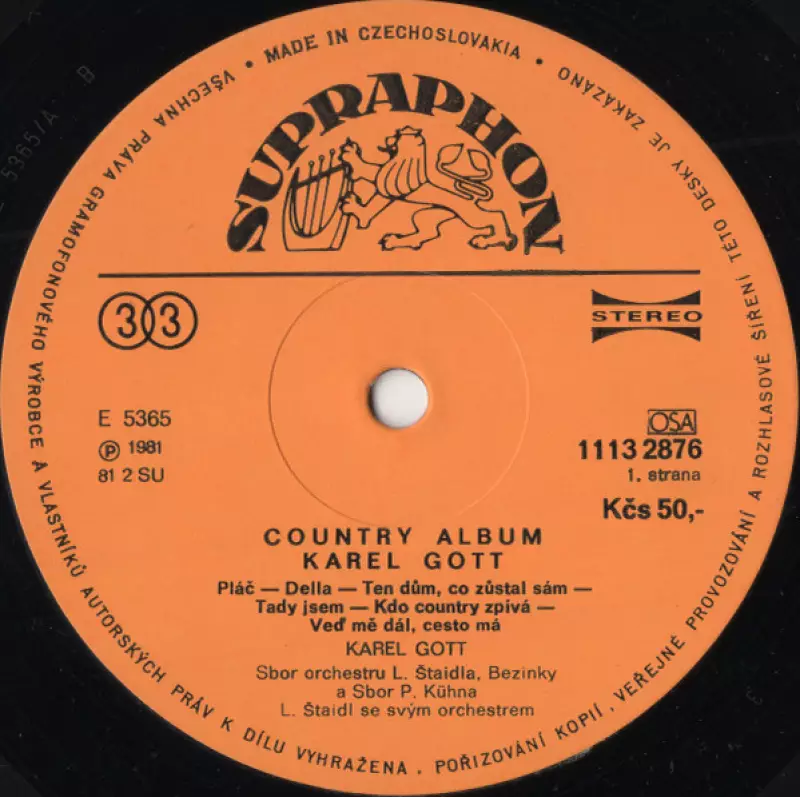 VŠECHNA PRÁVA GRAMOFONOVÉHO VÝROBCE A VLASTNÍKŮ AUTORSKÝCH PRÁV K DÍLU VYHRAŽENA . POŘIZOVÁNÍ KOPIÍ, VEŘEJNÉ PROVOZOVÁNÍ A ROZHLASOVÉ ŠÍŘENÍ TÉTO DESKY JE ZAKÁZÁNO
• MADE IN CZECHOSLOVAKIA •
SUPRAPHON
33
STEREO
E 5365
Ⓟ 1981
81 2 SU
OSA
1113 2876
1. strana
Kčs 50,-
COUNTRY ALBUM
KAREL GOTT
Pláč — Della — Ten dům, co zůstal sám —
Tady jsem — Kdo country zpívá —
Veď mě dál, cesto má
KAREL GOTT
Sbor orchestru L. Štaidla, Bezinky
a Sbor P. Kühna
L. Štaidl se svým orchestrem
5365/A
B